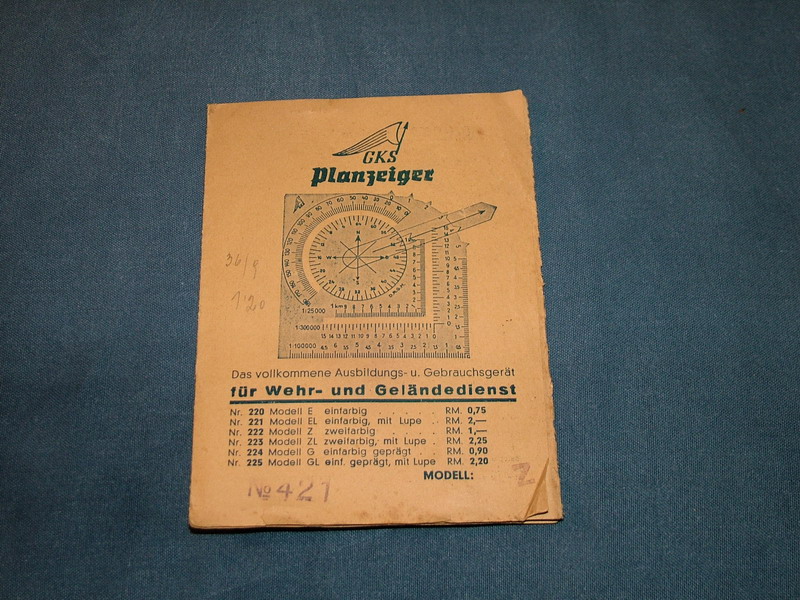 GKS
Planzeiger
1:25000
1:300000
1:100000
36/9
1.20
Das vollkommene Ausbildungs- u. Gebrauchsgerät
für Wehr- und Geländedienst
Nr. 220 Modell E einfarbig . . . . . RM. 0,75
Nr. 221 Modell EL einfarbig, mit Lupe . RM. 2,—
Nr. 222 Modell Z zweifarbig . . . . RM. 1,—
Nr. 223 Modell ZL zweifarbig, mit Lupe . RM. 2,25
Nr. 224 Modell G einfarbig geprägt . . RM. 0,90
Nr. 225 Modell GL einf. geprägt, mit Lupe RM. 2,20
MODELL: Z
No 421